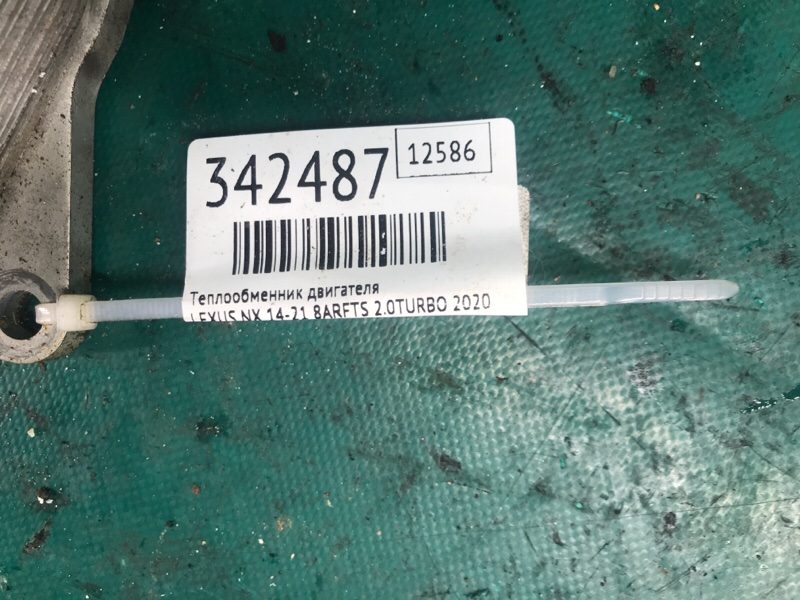 342487
12586
Теплообменник двигателя
LEXUS NX 14-21 8ARFTS 2.0TURBO 2020